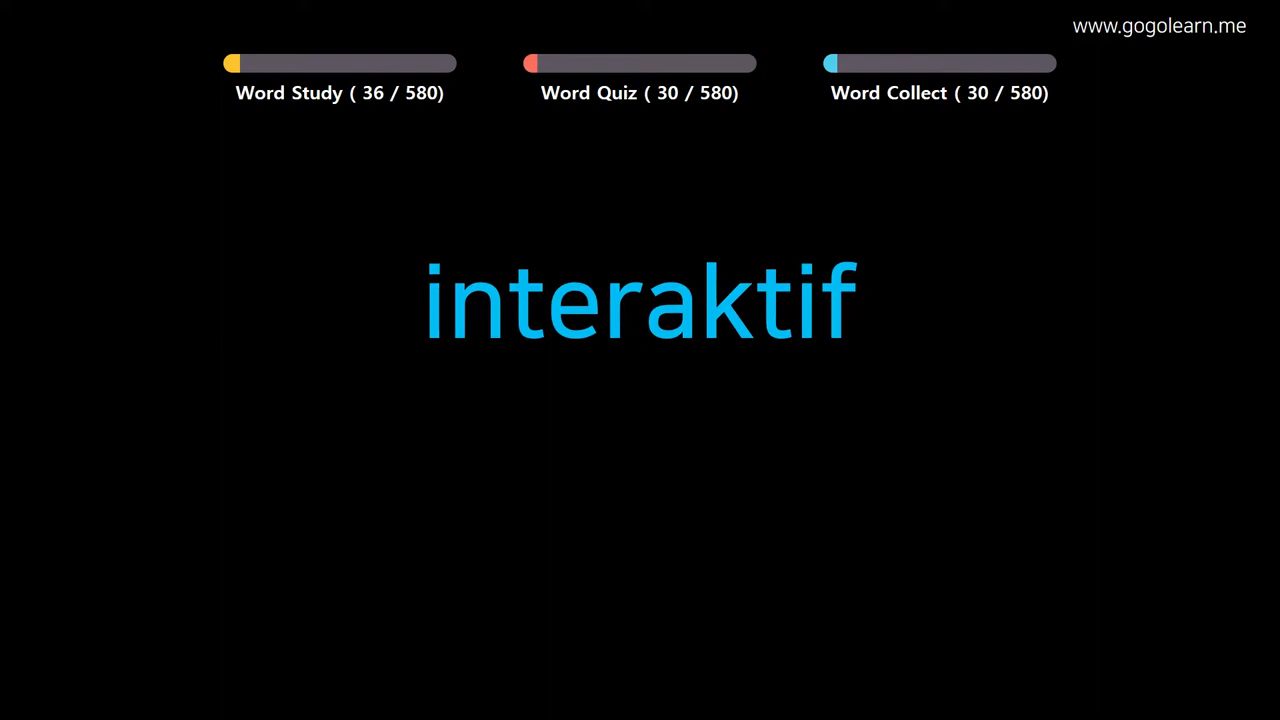 www.gogolearn.me
Word Study ( 36 / 580)
Word Quiz ( 30 / 580)
Word Collect ( 30 / 580)
interaktif